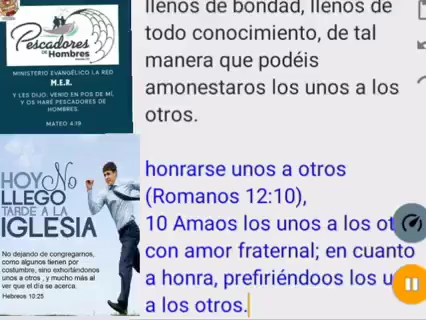 Pescadores
de Hombres
MINISTERIO EVANGÉLICO LA RED
M.E.R.
Y LES DIJO: VENID EN POS DE MÍ,
Y OS HARÉ PESCADORES DE
HOMBRES.
MATEO 4:19
HOY No
LLEGO
TARDE A LA
IGLESIA
No dejando de congregarnos,
como algunos tienen por
costumbre, sino exhortándonos
unos a otros , y mucho más al
ver que el día se acerca.
Hebreos 10:25
llenos de bondad, llenos de
todo conocimiento, de tal
manera que podéis
amonestaros los unos a los
otros.
honrarse unos a otros
(Romanos 12:10),
10 Amaos los unos a los ot
con amor fraternal; en cuanto
a honra, prefiriéndoos los u
a los otros.